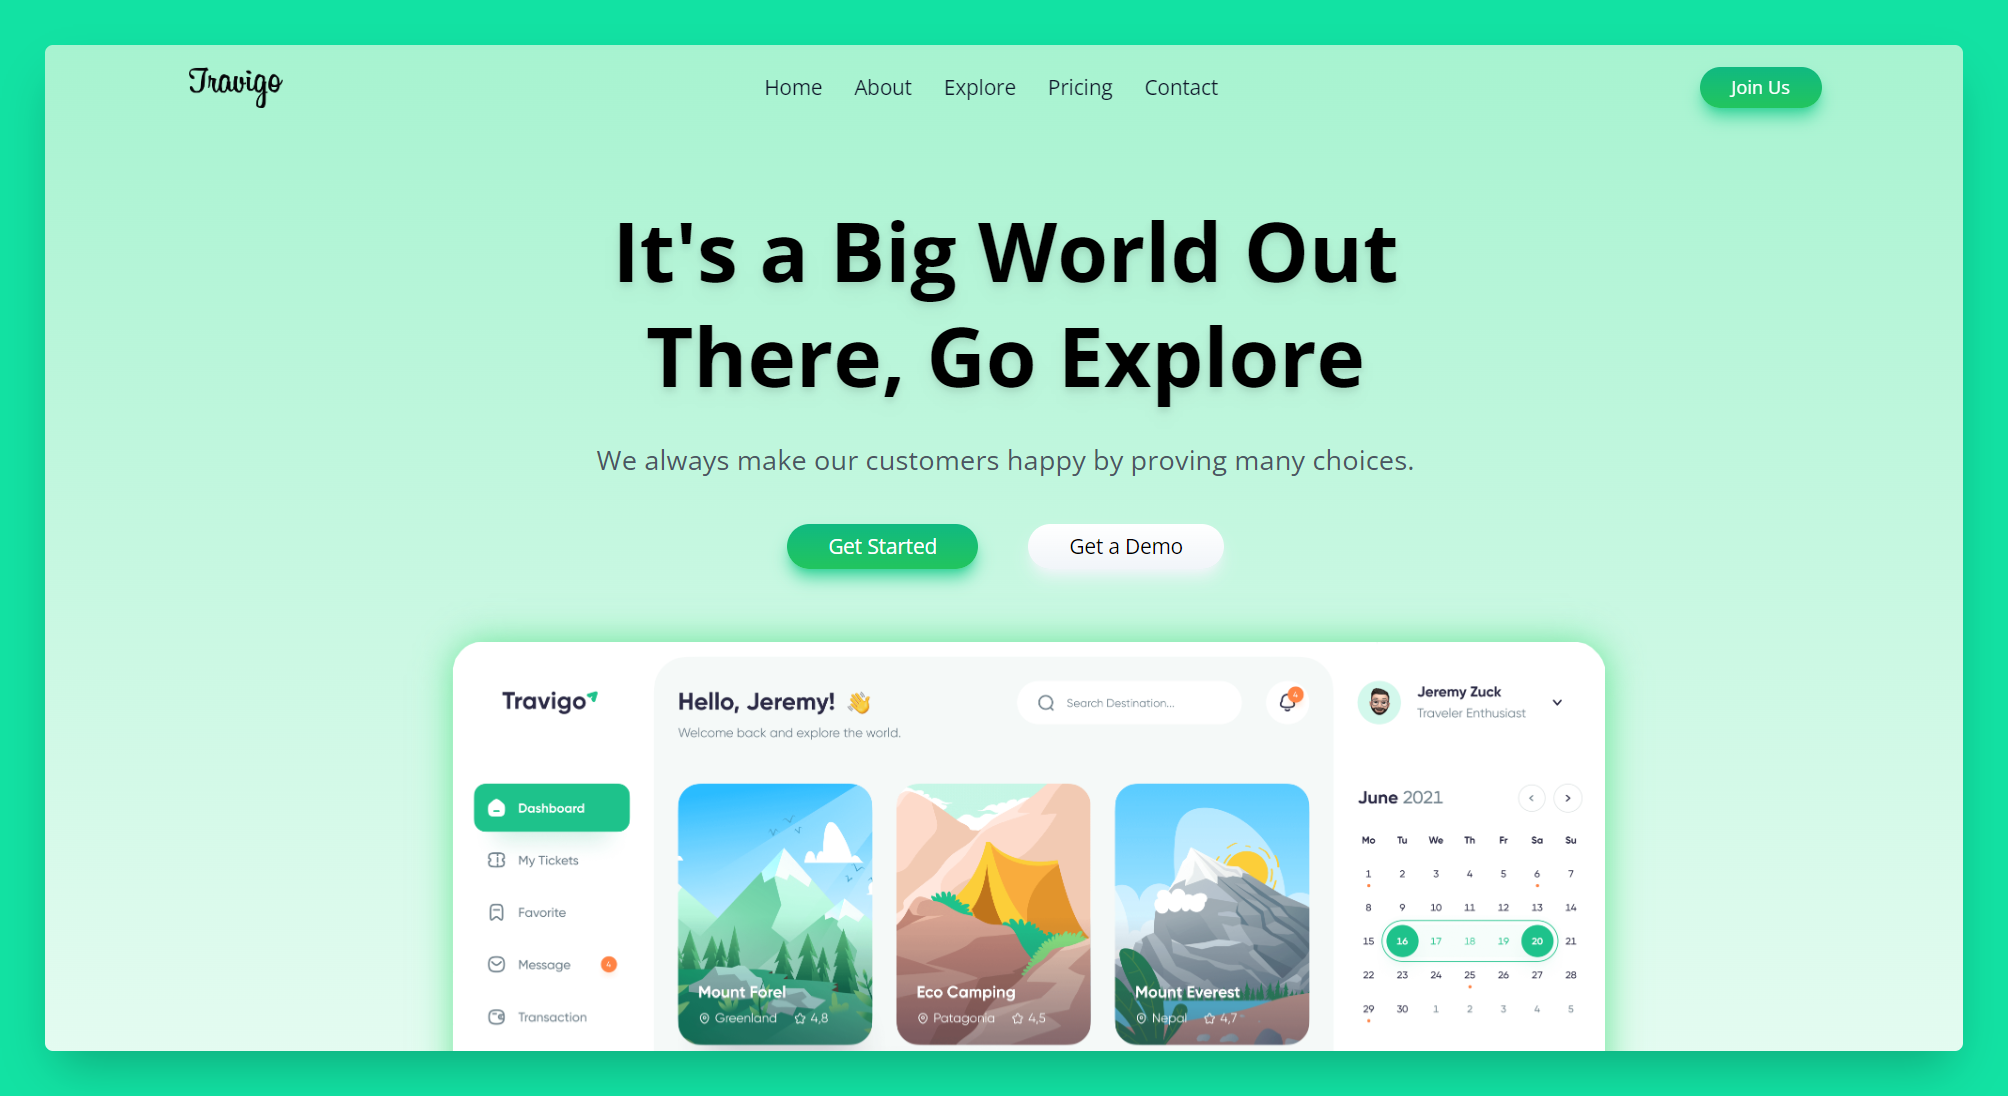 Travigo
Home About Explore Pricing Contact
Join Us
It's a Big World Out
There, Go Explore
We always make our customers happy by proving many choices.
Get Started
Get a Demo
Travigo
Dashboard
My Tickets
Favorite
Message 4
Transaction
Hello, Jeremy! 👋
Welcome back and explore the world.
Search Destination...
4
Mount Forel
Greenland 4,8
Eco Camping
Patagonia 4,5
Mount Everest
Nepal 4,7
Jeremy Zuck
Traveler Enthusiast
June 2021
Mo Tu We Th Fr Sa Su
1 2 3 4 5 6 7
8 9 10 11 12 13 14
15 16 17 18 19 20 21
22 23 24 25 26 27 28
29 30 1 2 3 4 5